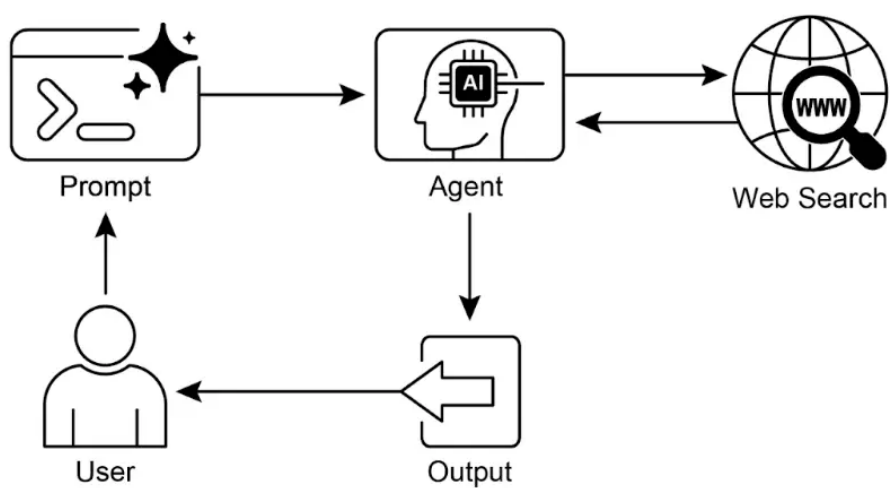 AI
WWW
Prompt
Agent
Web Search
User
Output